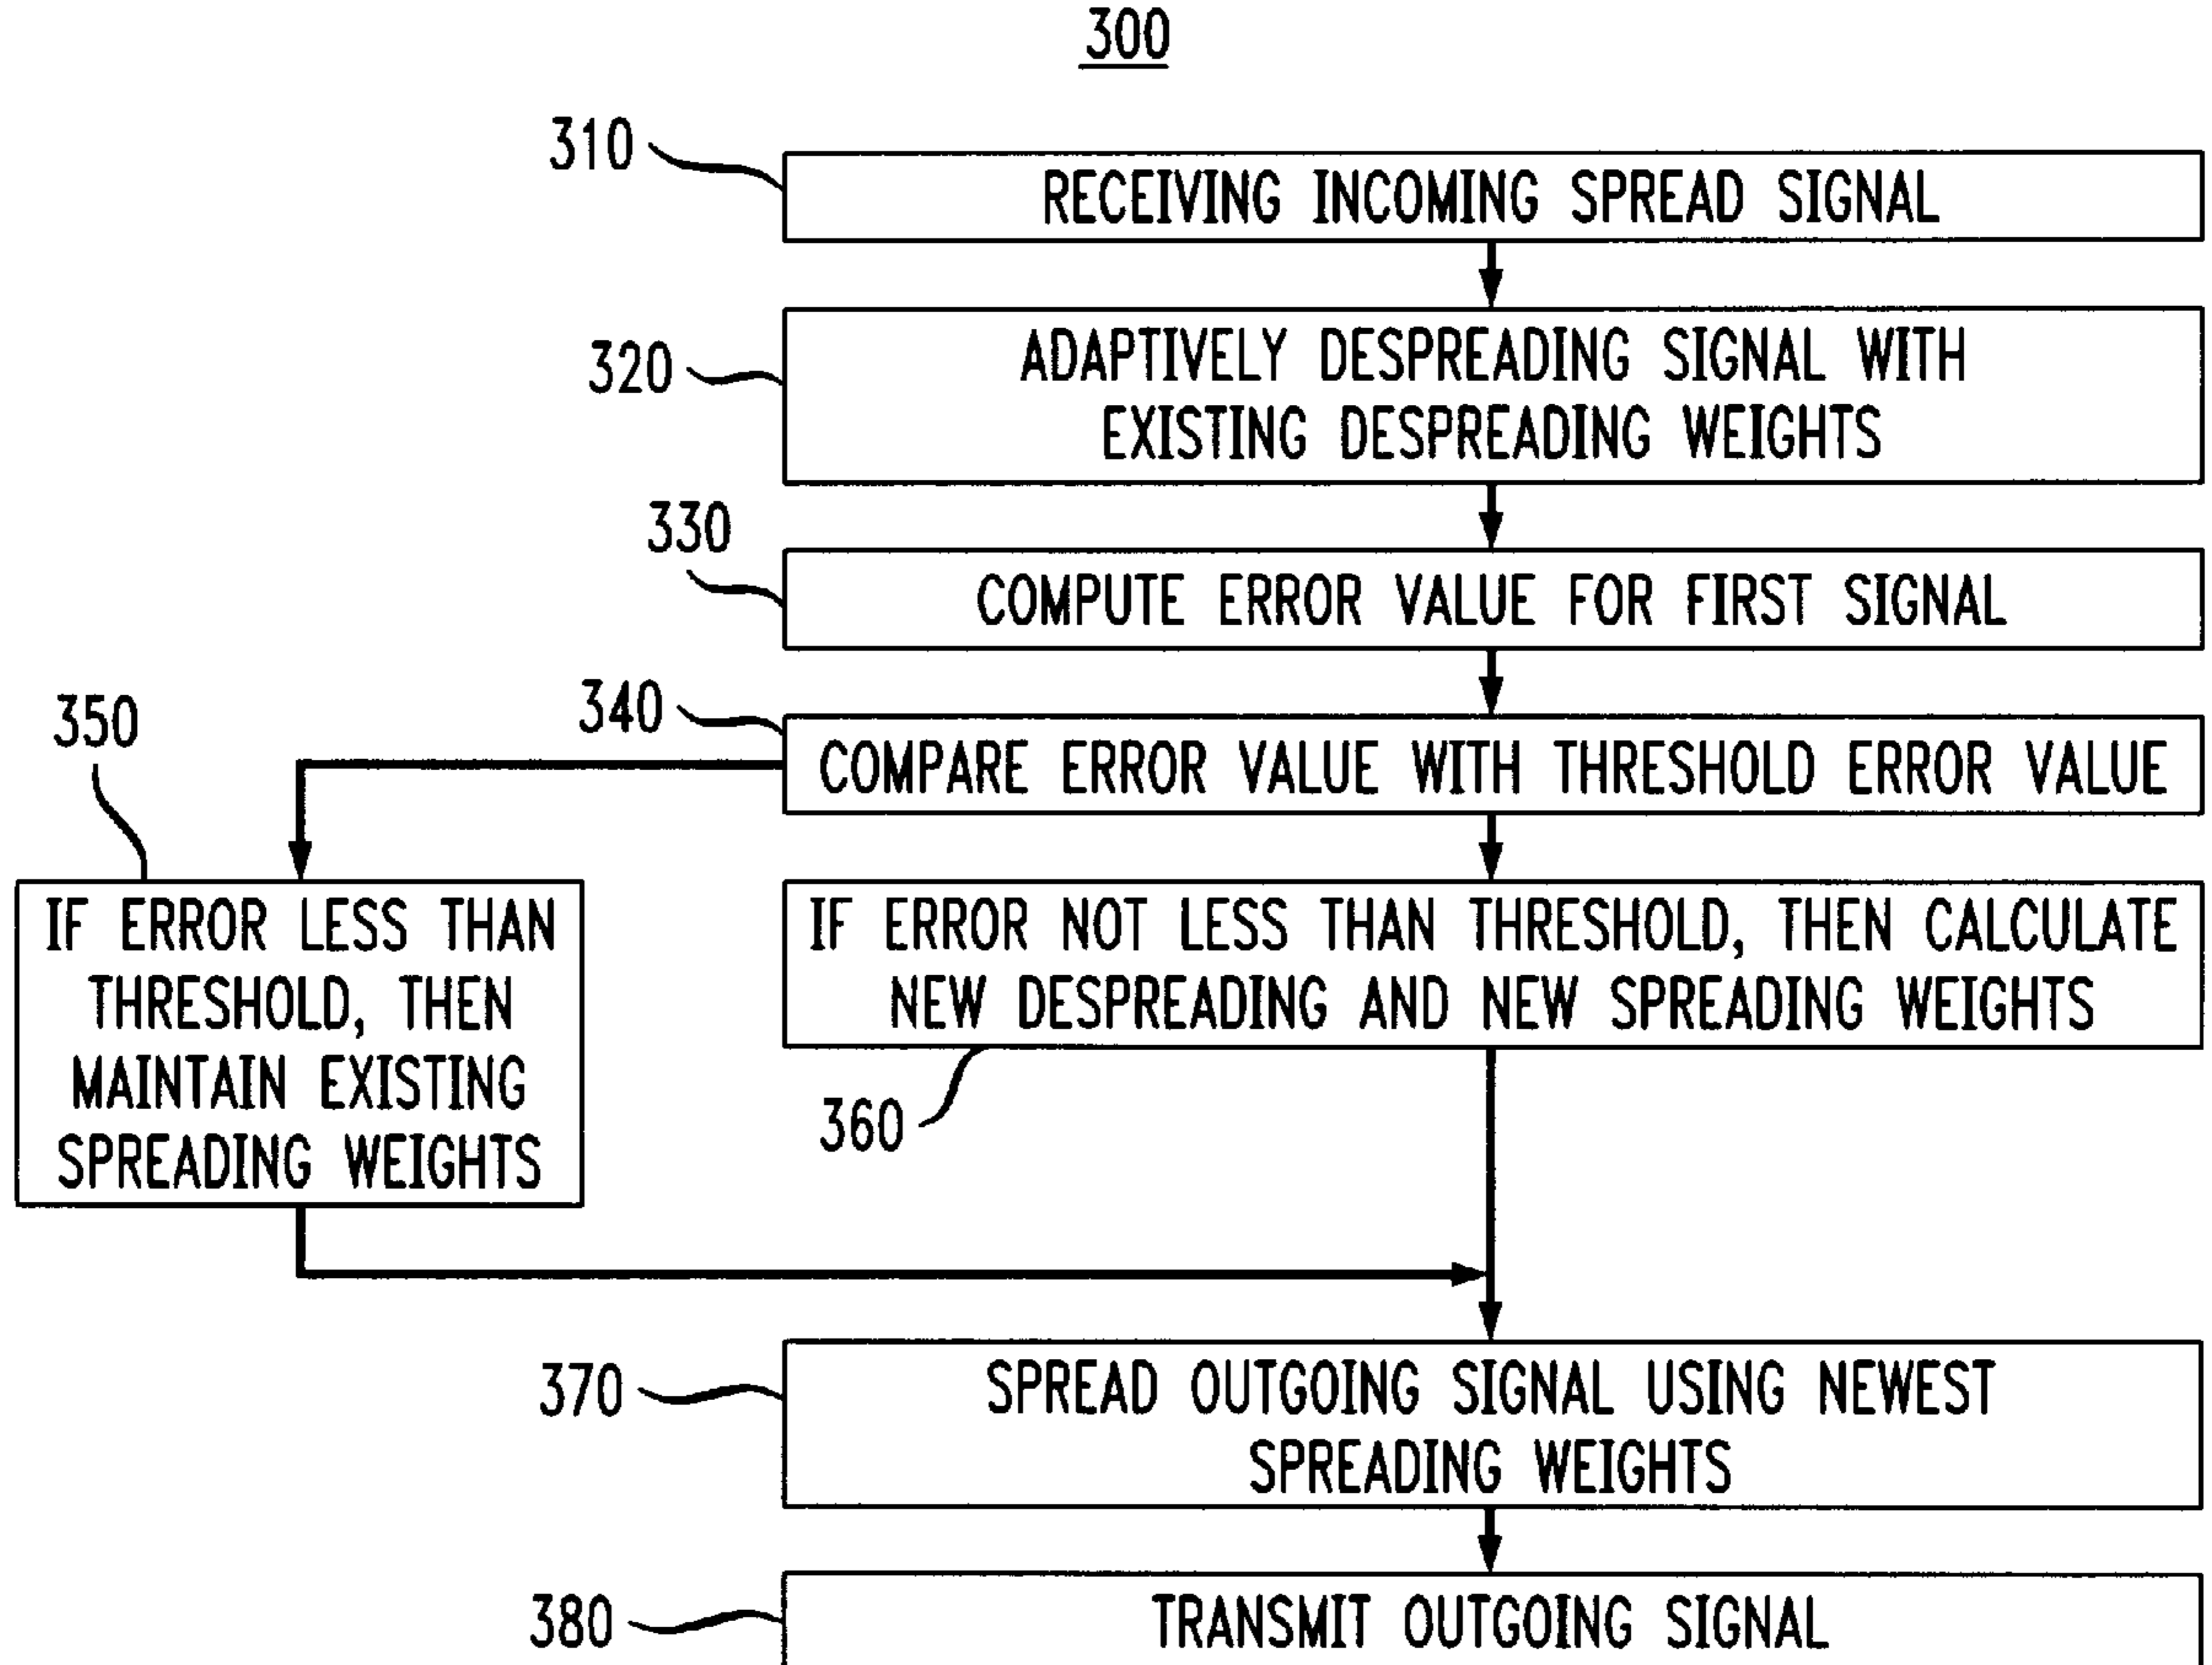 300
310
RECEIVING INCOMING SPREAD SIGNAL
320
ADAPTIVELY DESPREADING SIGNAL WITH
EXISTING DESPREADING WEIGHTS
330
COMPUTE ERROR VALUE FOR FIRST SIGNAL
340
COMPARE ERROR VALUE WITH THRESHOLD ERROR VALUE
350
IF ERROR LESS THAN
THRESHOLD, THEN
MAINTAIN EXISTING
SPREADING WEIGHTS
IF ERROR NOT LESS THAN THRESHOLD, THEN CALCULATE
NEW DESPREADING AND NEW SPREADING WEIGHTS
360
370
SPREAD OUTGOING SIGNAL USING NEWEST
SPREADING WEIGHTS
380
TRANSMIT OUTGOING SIGNAL